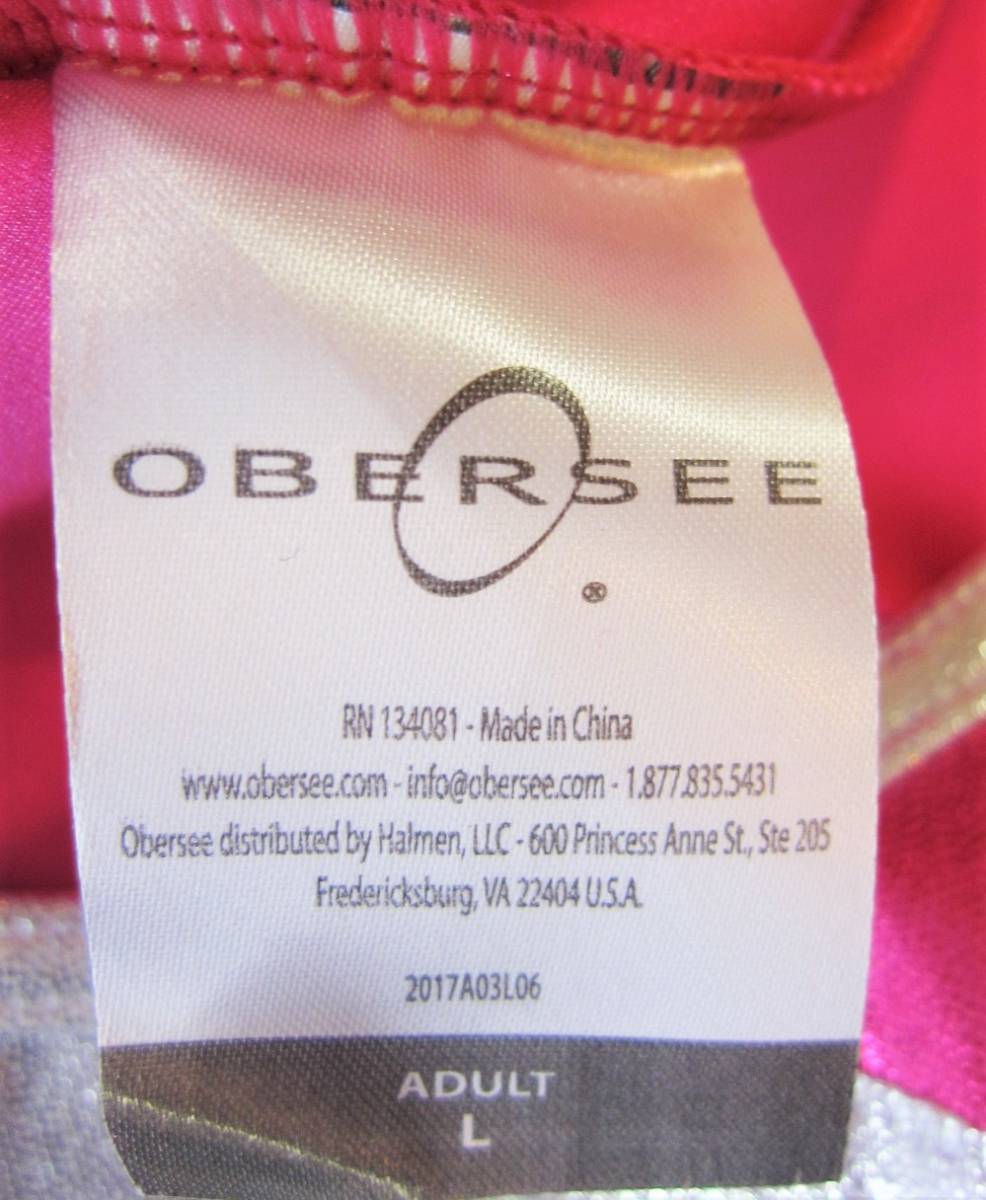 OBERSEE
®
RN 134081 - Made in China
www.obersee.com - info@obersee.com - 1.877.835.5431
Obersee distributed by Halmen, LLC - 600 Princess Anne St., Ste 205
Fredericksburg, VA 22404 U.S.A.
2017A03L06
ADULT
L